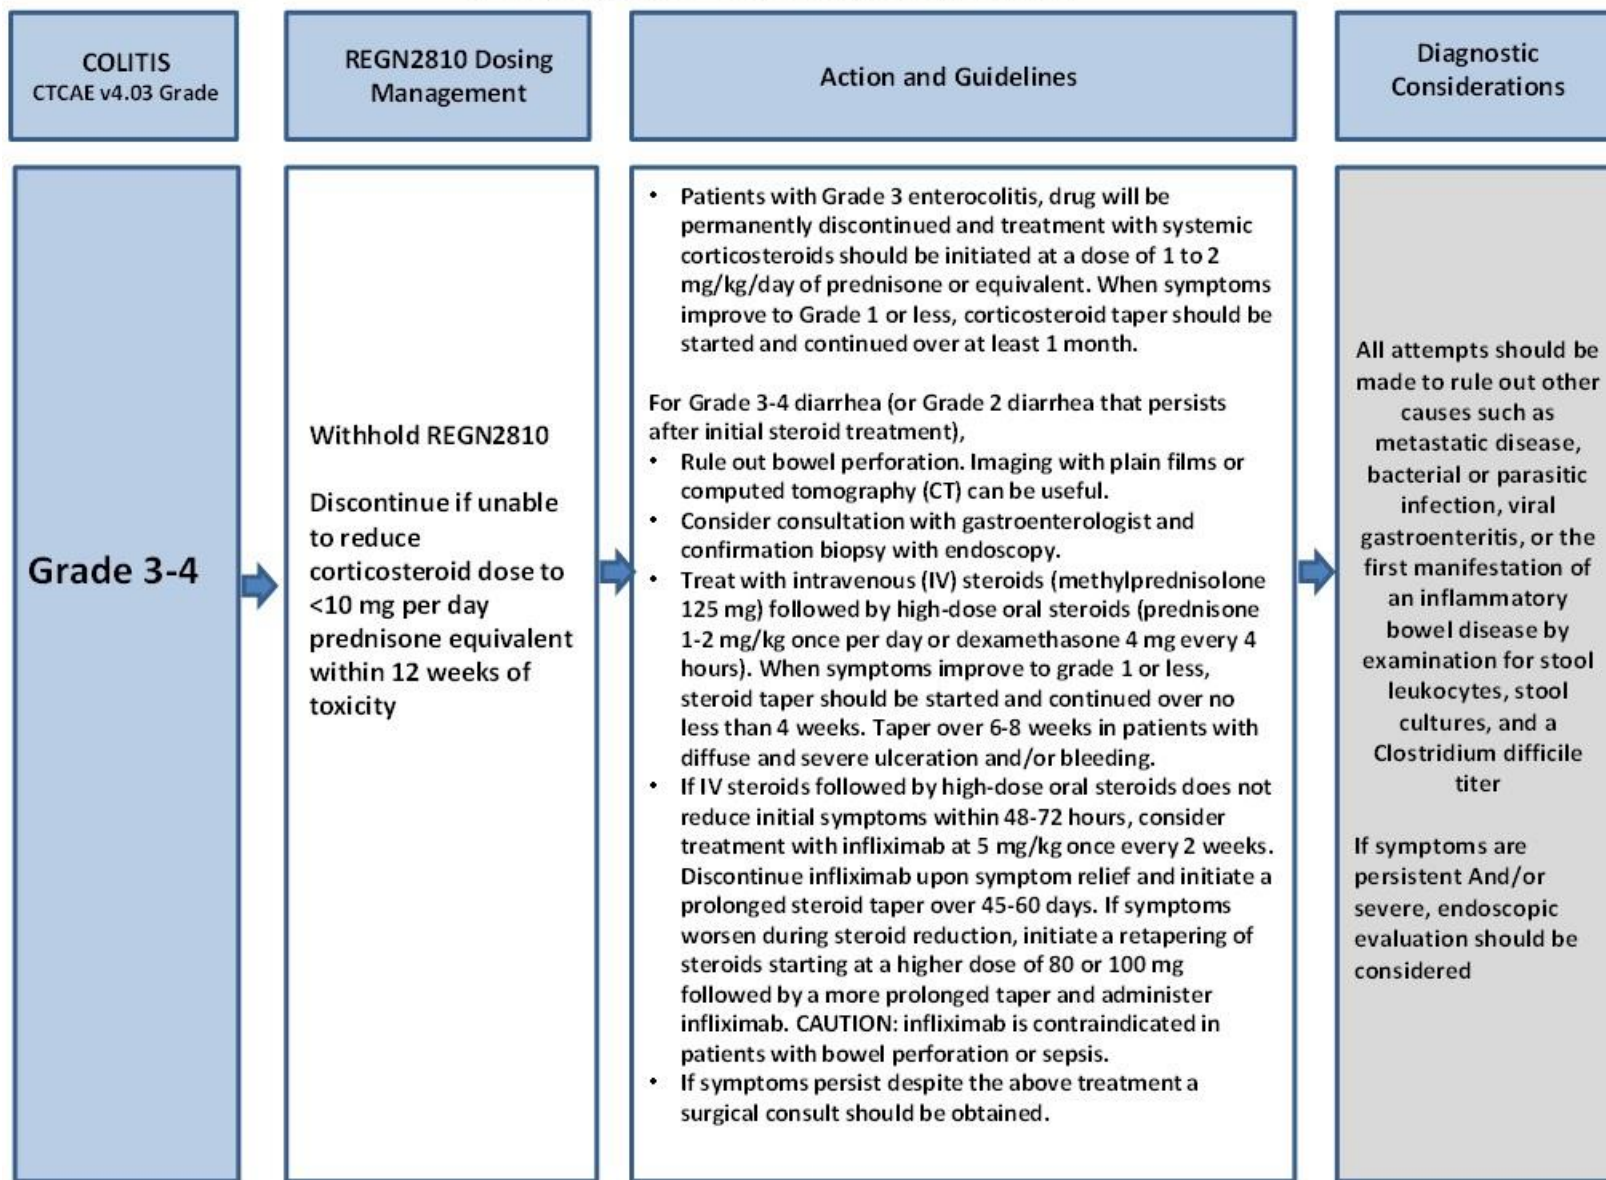 COLITIS
CTCAE v4.03 Grade
REGN2810 Dosing
Management
Action and Guidelines
Diagnostic
Considerations
Grade 3-4
Withhold REGN2810
Discontinue if unable
to reduce
corticosteroid dose to
<10 mg per day
prednisone equivalent
within 12 weeks of
toxicity
• Patients with Grade 3 enterocolitis, drug will be
permanently discontinued and treatment with systemic
corticosteroids should be initiated at a dose of 1 to 2
mg/kg/day of prednisone or equivalent. When symptoms
improve to Grade 1 or less, corticosteroid taper should be
started and continued over at least 1 month.
For Grade 3-4 diarrhea (or Grade 2 diarrhea that persists
after initial steroid treatment),
• Rule out bowel perforation. Imaging with plain films or
computed tomography (CT) can be useful.
• Consider consultation with gastroenterologist and
confirmation biopsy with endoscopy.
• Treat with intravenous (IV) steroids (methylprednisolone
125 mg) followed by high-dose oral steroids (prednisone
1-2 mg/kg once per day or dexamethasone 4 mg every 4
hours). When symptoms improve to grade 1 or less,
steroid taper should be started and continued over no
less than 4 weeks. Taper over 6-8 weeks in patients with
diffuse and severe ulceration and/or bleeding.
• If IV steroids followed by high-dose oral steroids does not
reduce initial symptoms within 48-72 hours, consider
treatment with infliximab at 5 mg/kg once every 2 weeks.
Discontinue infliximab upon symptom relief and initiate a
prolonged steroid taper over 45-60 days. If symptoms
worsen during steroid reduction, initiate a retapering of
steroids starting at a higher dose of 80 or 100 mg
followed by a more prolonged taper and administer
infliximab. CAUTION: infliximab is contraindicated in
patients with bowel perforation or sepsis.
• If symptoms persist despite the above treatment a
surgical consult should be obtained.
All attempts should be
made to rule out other
causes such as
metastatic disease,
bacterial or parasitic
infection, viral
gastroenteritis, or the
first manifestation of
an inflammatory
bowel disease by
examination for stool
leukocytes, stool
cultures, and a
Clostridium difficile
titer
If symptoms are
persistent And/or
severe, endoscopic
evaluation should be
considered